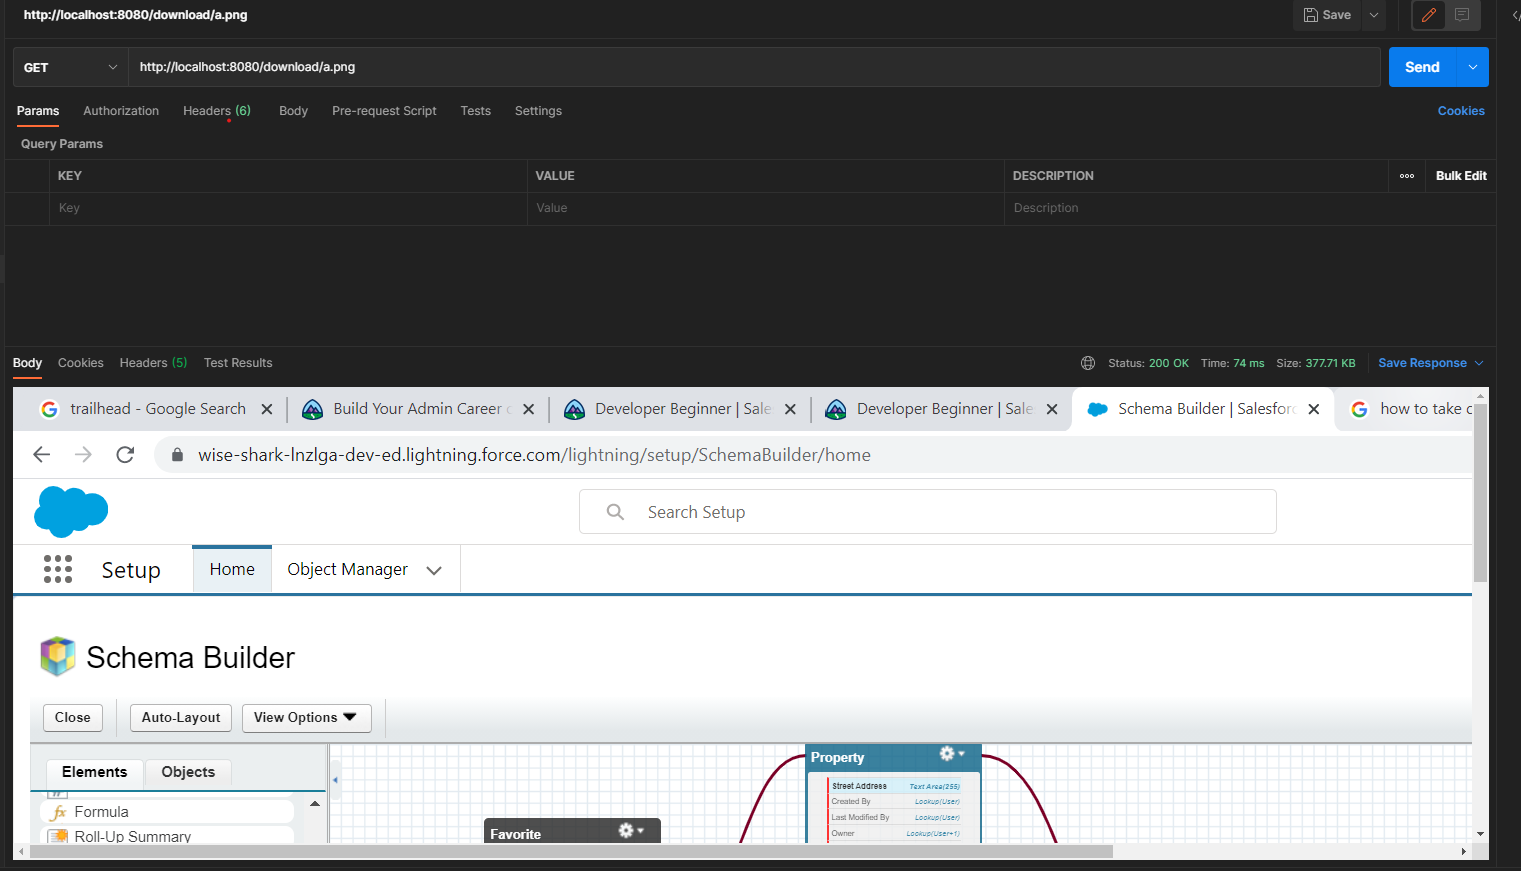 http://localhost:8080/download/a.png
Save
GET
http://localhost:8080/download/a.png
Send
Params Authorization Headers (6) Body Pre-request Script Tests Settings Cookies
Query Params
KEY VALUE DESCRIPTION Bulk Edit
Key Value Description
Body Cookies Headers (5) Test Results Status: 200 OK Time: 74 ms Size: 377.71 KB Save Response
trailhead - Google Search Build Your Admin Career Developer Beginner | Sale Developer Beginner | Sale Schema Builder | Salesforc how to take
wise-shark-lnzlga-dev-ed.lightning.force.com/lightning/setup/SchemaBuilder/home
Search Setup
Setup Home Object Manager
Schema Builder
Close Auto-Layout View Options
Elements Objects
Property
Street Address Text Area(255)
Created By Lookup(User)
Last Modified By Lookup(User)
Owner Lookup(User+1)
Formula
Favorite
Roll-Up Summary